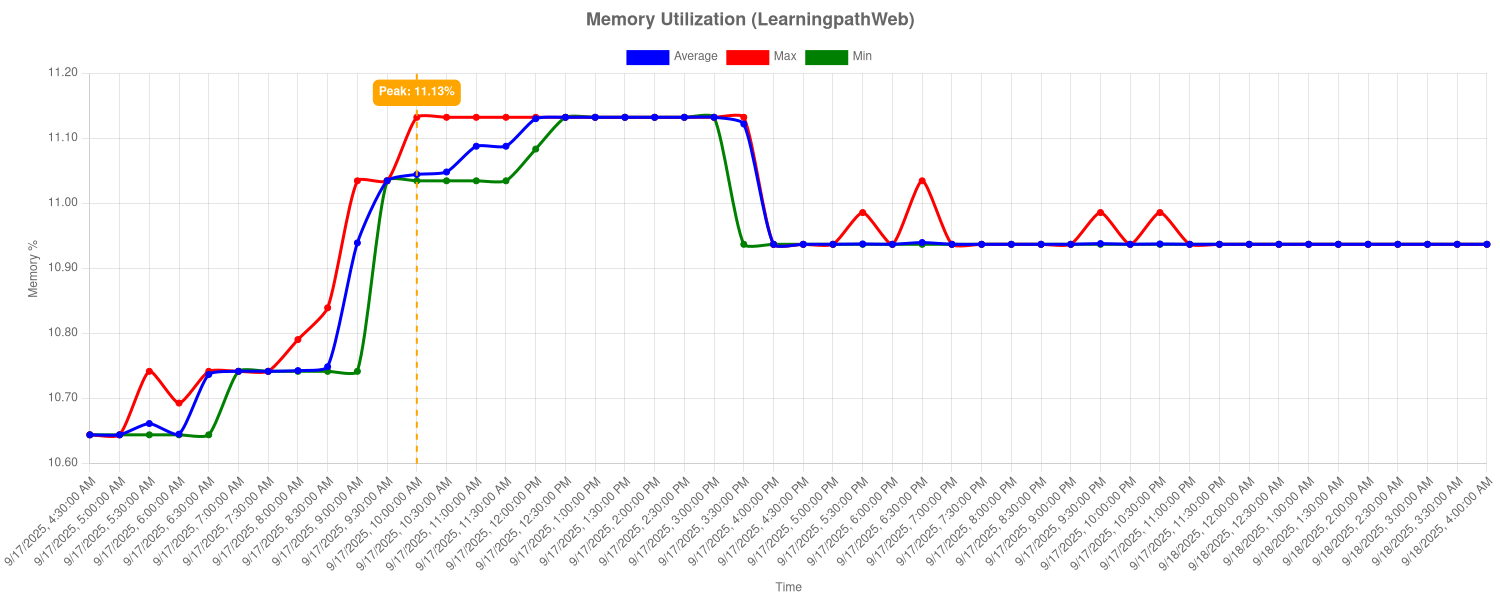 Memory Utilization (LearningpathWeb)
Average Max Min
Peak: 11.13%
11.20
11.10
11.00
10.90
10.80
10.70
10.60
Memory %
9/17/2025, 4:30:00 AM
9/17/2025, 5:00:00 AM
9/17/2025, 5:30:00 AM
9/17/2025, 6:00:00 AM
9/17/2025, 6:30:00 AM
9/17/2025, 7:00:00 AM
9/17/2025, 7:30:00 AM
9/17/2025, 8:00:00 AM
9/17/2025, 8:30:00 AM
9/17/2025, 9:00:00 AM
9/17/2025, 9:30:00 AM
9/17/2025, 10:00:00 AM
9/17/2025, 10:30:00 AM
9/17/2025, 11:00:00 AM
9/17/2025, 11:30:00 AM
9/17/2025, 12:00:00 PM
9/17/2025, 12:30:00 PM
9/17/2025, 1:00:00 PM
9/17/2025, 1:30:00 PM
9/17/2025, 2:00:00 PM
9/17/2025, 2:30:00 PM
9/17/2025, 3:00:00 PM
9/17/2025, 3:30:00 PM
9/17/2025, 4:00:00 PM
9/17/2025, 4:30:00 PM
9/17/2025, 5:00:00 PM
9/17/2025, 5:30:00 PM
9/17/2025, 6:00:00 PM
9/17/2025, 6:30:00 PM
9/17/2025, 7:00:00 PM
9/17/2025, 7:30:00 PM
9/17/2025, 8:00:00 PM
9/17/2025, 8:30:00 PM
9/17/2025, 9:00:00 PM
9/17/2025, 9:30:00 PM
9/17/2025, 10:00:00 PM
9/17/2025, 10:30:00 PM
9/17/2025, 11:00:00 PM
9/17/2025, 11:30:00 PM
9/18/2025, 12:00:00 AM
9/18/2025, 12:30:00 AM
9/18/2025, 1:00:00 AM
9/18/2025, 1:30:00 AM
9/18/2025, 2:00:00 AM
9/18/2025, 2:30:00 AM
9/18/2025, 3:00:00 AM
9/18/2025, 3:30:00 AM
9/18/2025, 4:00:00 AM
Time